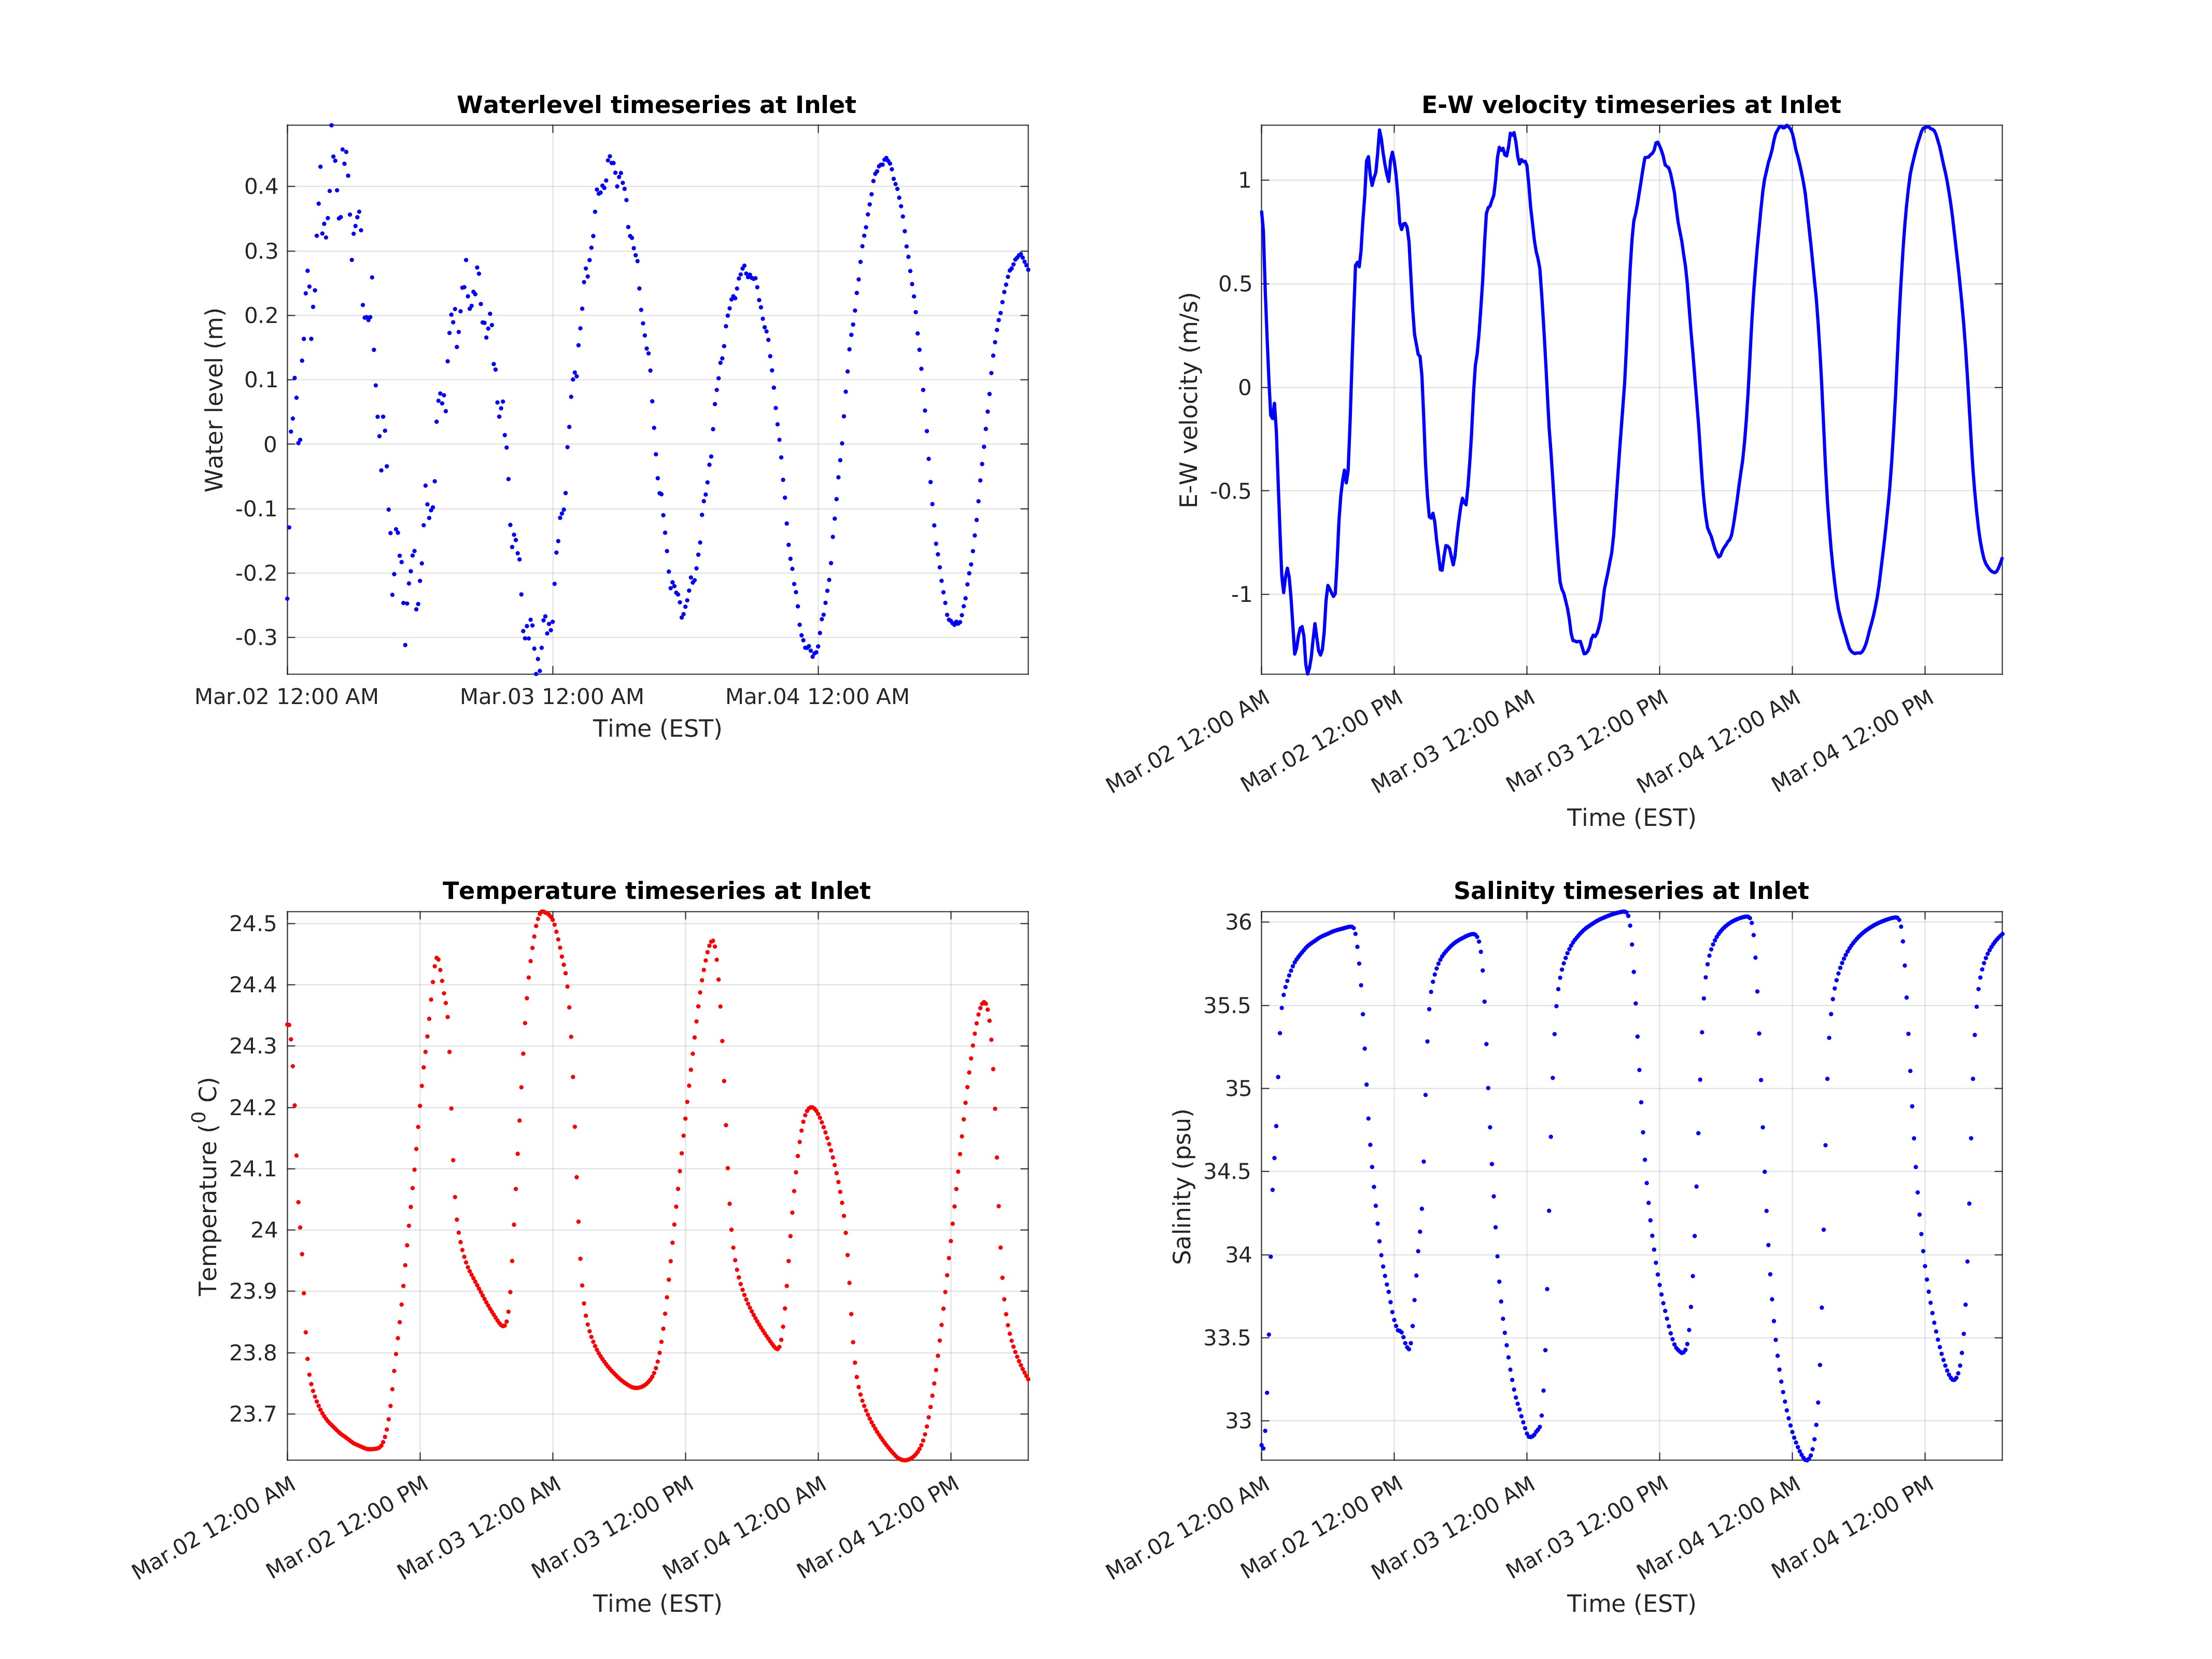 Waterlevel timeseries at Inlet
Water level (m)
0.4
0.3
0.2
0.1
0
-0.1
-0.2
-0.3
Mar.02 12:00 AM
Mar.03 12:00 AM
Mar.04 12:00 AM
Time (EST)
E-W velocity timeseries at Inlet
E-W velocity (m/s)
1
0.5
0
-0.5
-1
Mar.02 12:00 AM
Mar.02 12:00 PM
Mar.03 12:00 AM
Mar.03 12:00 PM
Mar.04 12:00 AM
Mar.04 12:00 PM
Time (EST)
Temperature timeseries at Inlet
Temperature (⁰ C)
24.5
24.4
24.3
24.2
24.1
24
23.9
23.8
23.7
Mar.02 12:00 AM
Mar.02 12:00 PM
Mar.03 12:00 AM
Mar.03 12:00 PM
Mar.04 12:00 AM
Mar.04 12:00 PM
Time (EST)
Salinity timeseries at Inlet
Salinity (psu)
36
35.5
35
34.5
34
33.5
33
Mar.02 12:00 AM
Mar.02 12:00 PM
Mar.03 12:00 AM
Mar.03 12:00 PM
Mar.04 12:00 AM
Mar.04 12:00 PM
Time (EST)